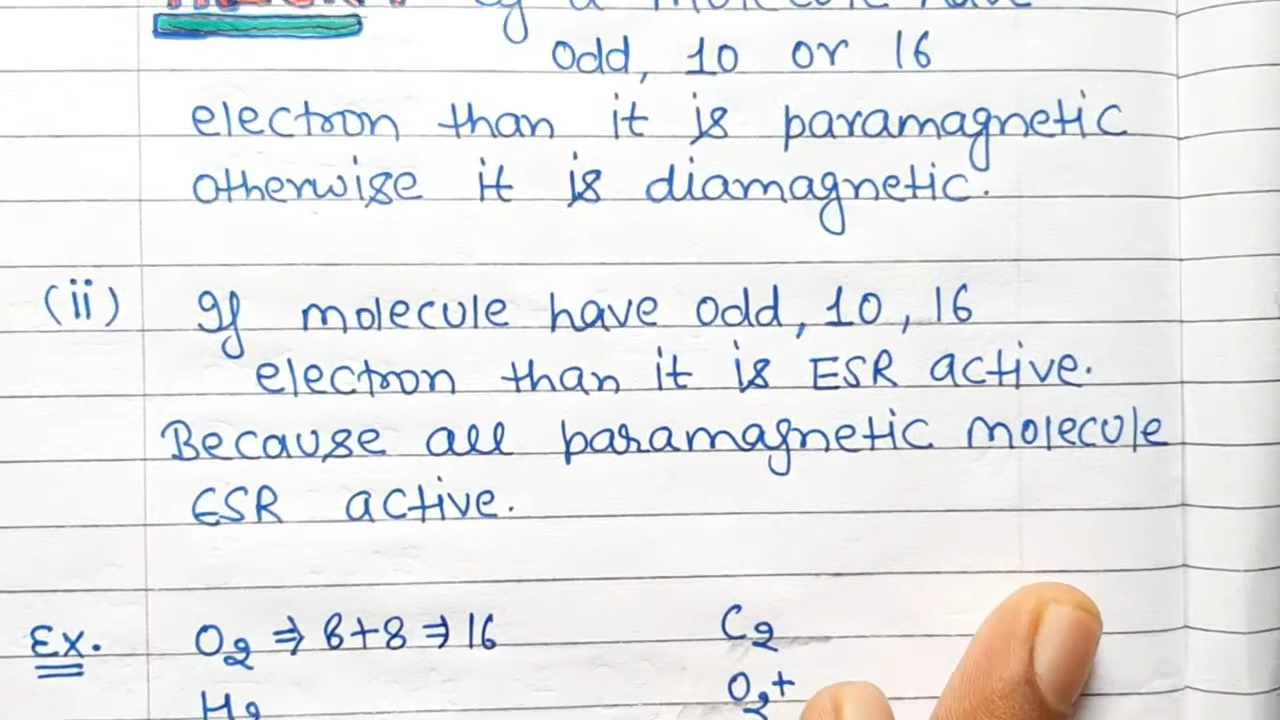 odd, 10 or 16
electron than it is paramagnetic
otherwise it is diamagnetic.
(ii) If molecule have odd, 10, 16
electron than it is ESR active.
Because all paramagnetic molecule
ESR active.
Ex. O₂ ⇒ 8+8 ⇒ 16 C₂
H₂ O₂+